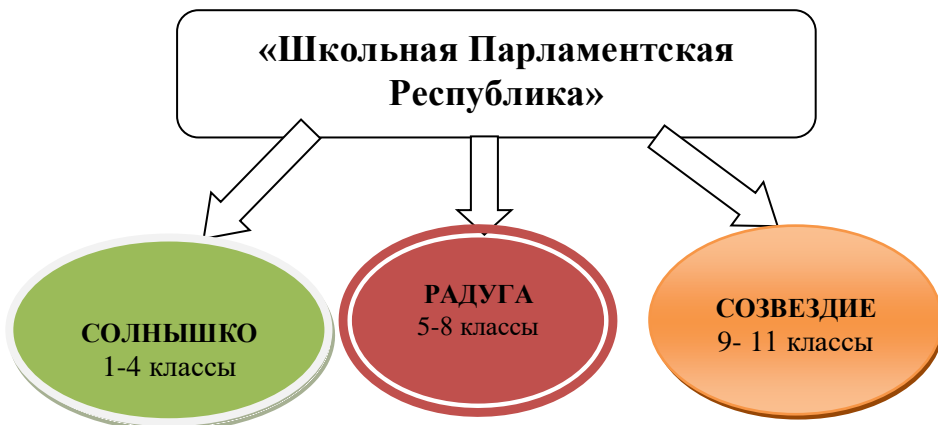 «Школьная Парламентская
Республика»
СОЛНЫШКО
1-4 классы
РАДУГА
5-8 классы
СОЗВЕЗДИЕ
9- 11 классы